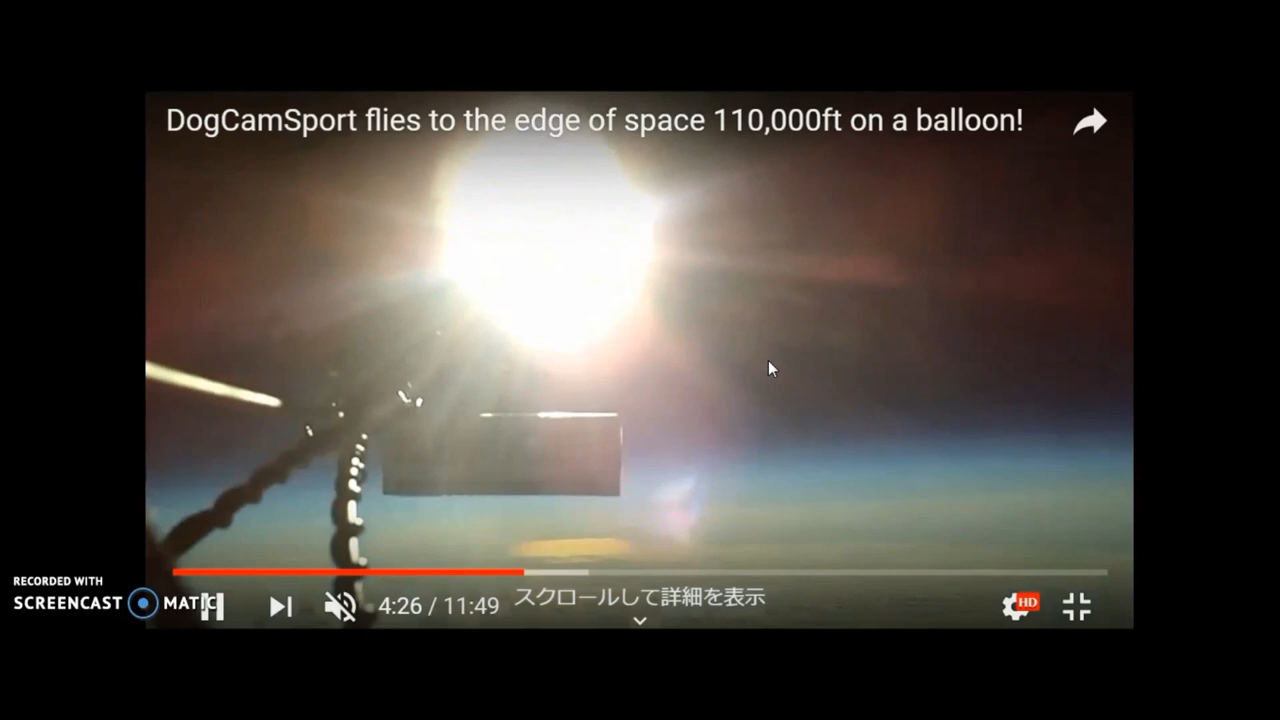 DogCamSport flies to the edge of space 110,000ft on a balloon!
RECORDED WITH
SCREENCAST MATIC
4:26 / 11:49
スクロールして詳細を表示
HD